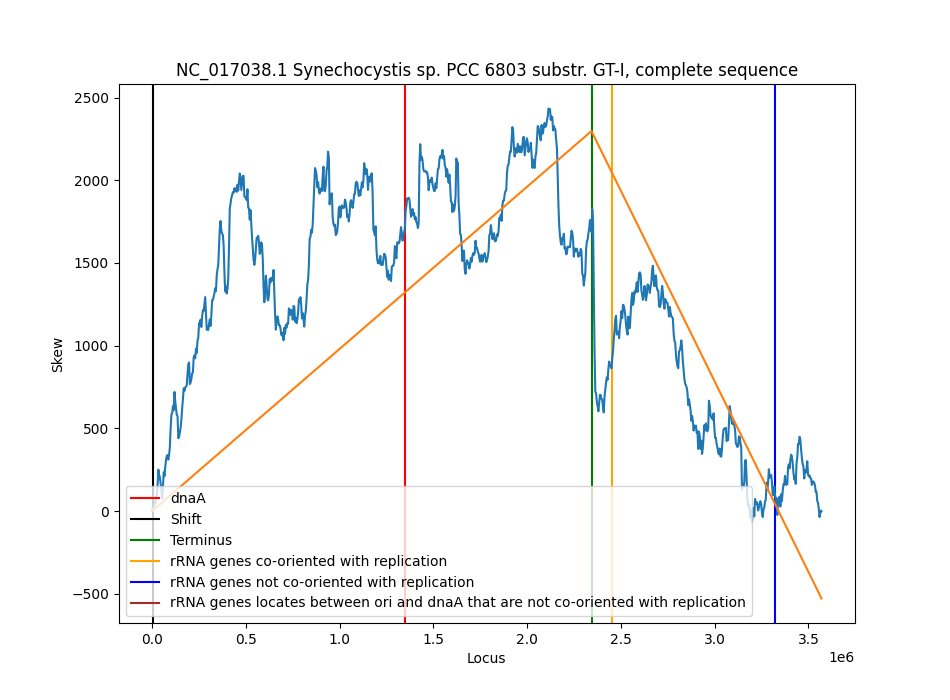 NC_017038.1 Synechocystis sp. PCC 6803 substr. GT-I, complete sequence
2500
2000
1500
1000
500
0
−500
Skew
dnaA
Shift
Terminus
rRNA genes co-oriented with replication
rRNA genes not co-oriented with replication
rRNA genes locates between ori and dnaA that are not co-oriented with replication
0.0 0.5 1.0 1.5 2.0 2.5 3.0 3.5
1e6
Locus